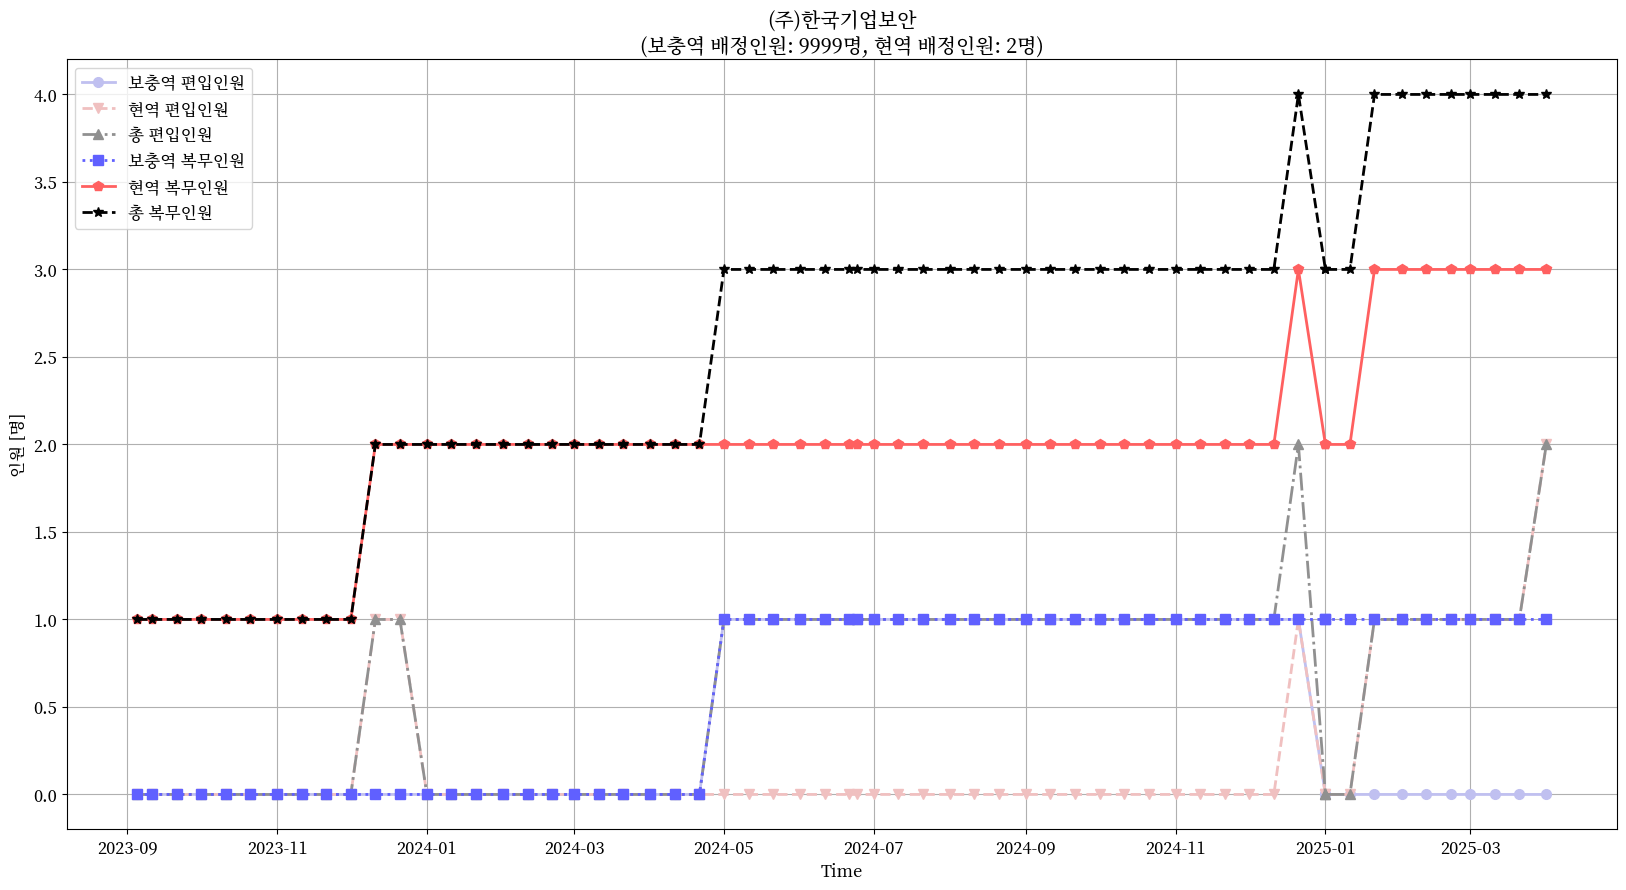 (주)한국기업보안
(보충역 배정인원: 9999명, 현역 배정인원: 2명)
보충역 편입인원
현역 편입인원
총 편입인원
보충역 복무인원
현역 복무인원
총 복무인원
4.0
3.5
3.0
2.5
2.0
1.5
1.0
0.5
0.0
인원 [명]
2023-09 2023-11 2024-01 2024-03 2024-05 2024-07 2024-09 2024-11 2025-01 2025-03
Time